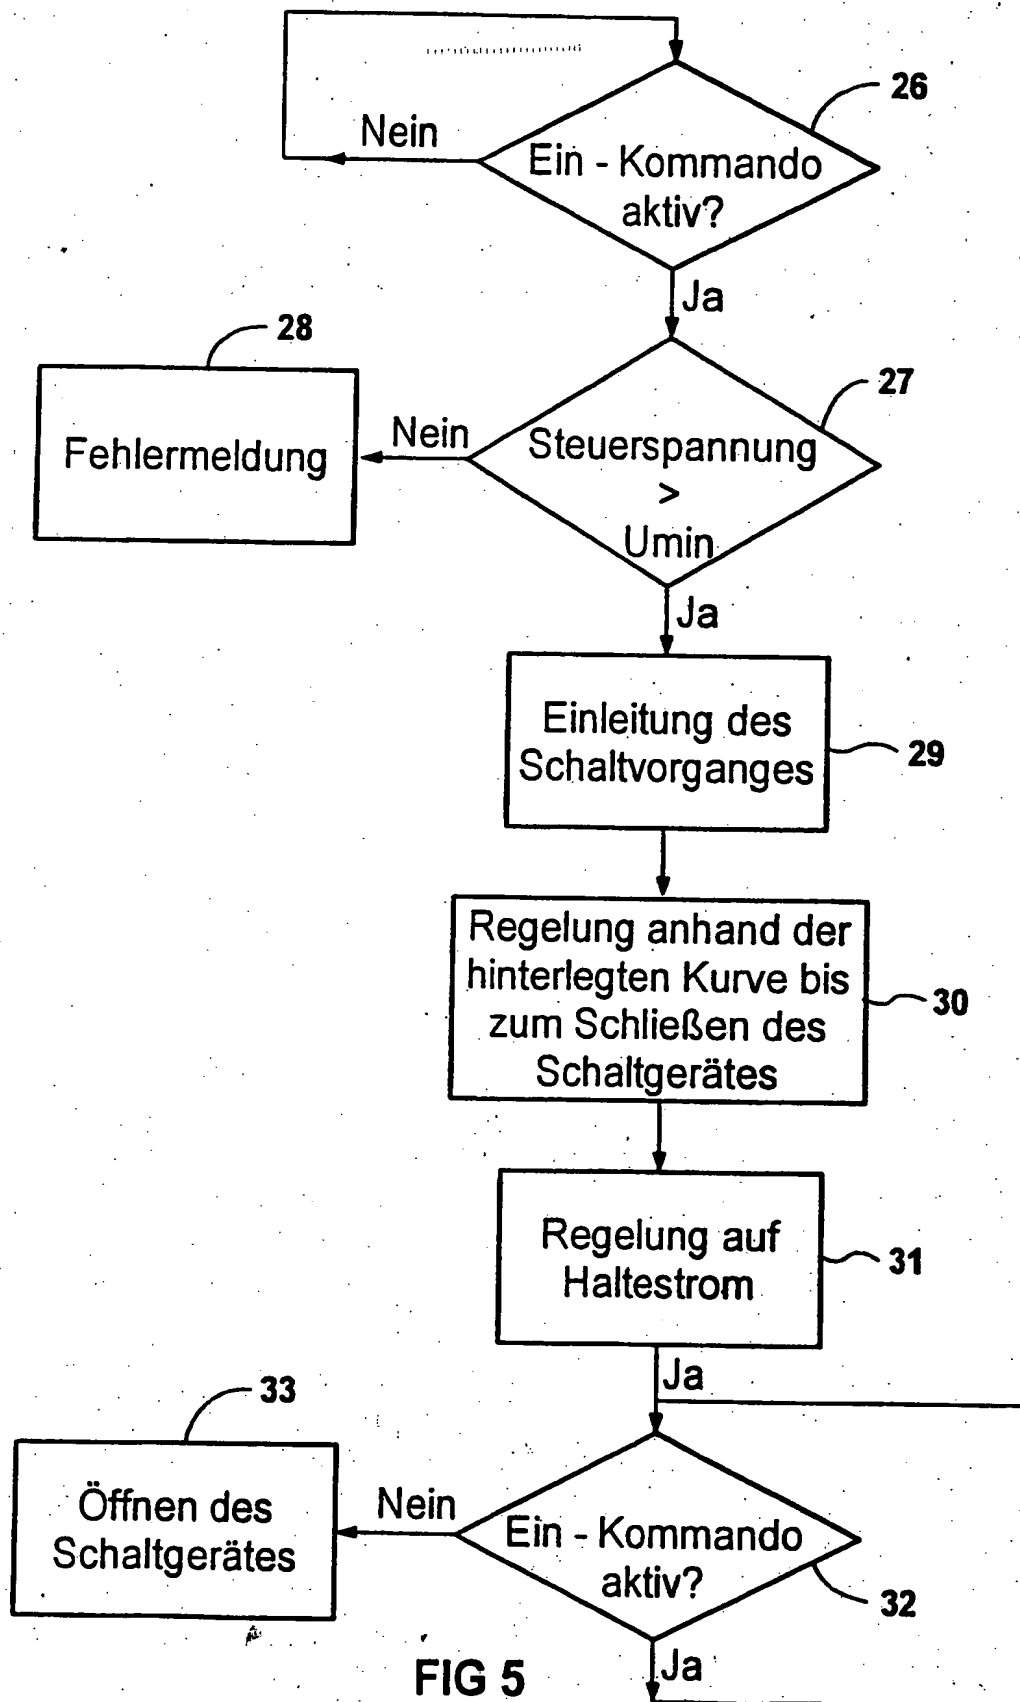 26
Nein
Ein - Kommando
aktiv?
Ja
28
27
Fehlermeldung
Nein
Steuerspannung
>
Umin
Ja
Einleitung des
Schaltvorganges
29
Regelung anhand der
hinterlegten Kurve bis
zum Schließen des
Schaltgerätes
30
Regelung auf
Haltestrom
31
Ja
33
Öffnen des
Schaltgerätes
Nein
Ein - Kommando
aktiv?
32
Ja
FIG 5